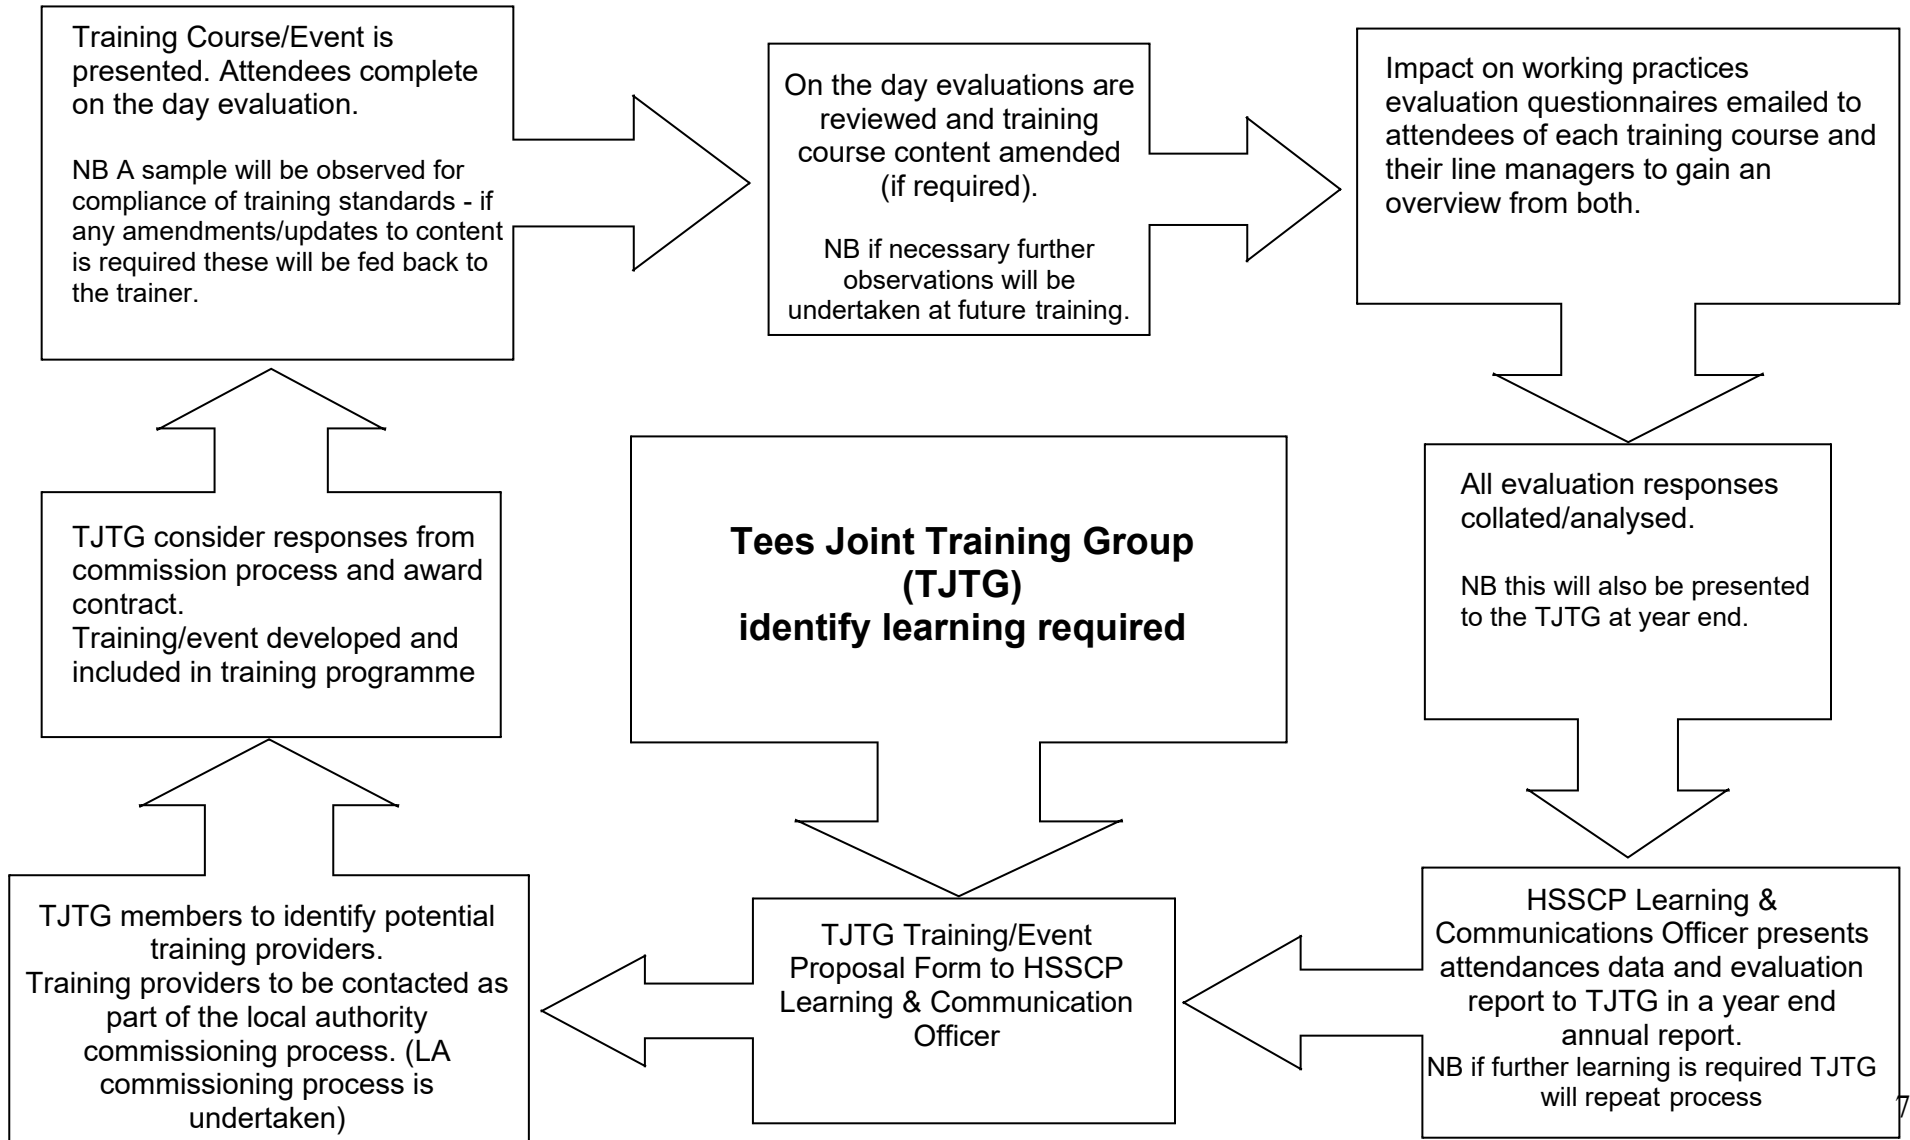 Training Course/Event is
presented. Attendees complete
on the day evaluation.
NB A sample will be observed for
compliance of training standards - if
any amendments/updates to content
is required these will be fed back to
the trainer.
On the day evaluations are
reviewed and training
course content amended
(if required).
NB if necessary further
observations will be
undertaken at future training.
Impact on working practices
evaluation questionnaires emailed to
attendees of each training course and
their line managers to gain an
overview from both.
All evaluation responses
collated/analysed.
NB this will also be presented
to the TJTG at year end.
Tees Joint Training Group
(TJTG)
identify learning required
TJTG consider responses from
commission process and award
contract.
Training/event developed and
included in training programme
TJTG members to identify potential
training providers.
Training providers to be contacted as
part of the local authority
commissioning process. (LA
commissioning process is
undertaken)
TJTG Training/Event
Proposal Form to HSSCP
Learning & Communication
Officer
HSSCP Learning &
Communications Officer presents
attendances data and evaluation
report to TJTG in a year end
annual report.
NB if further learning is required TJTG
will repeat process
7